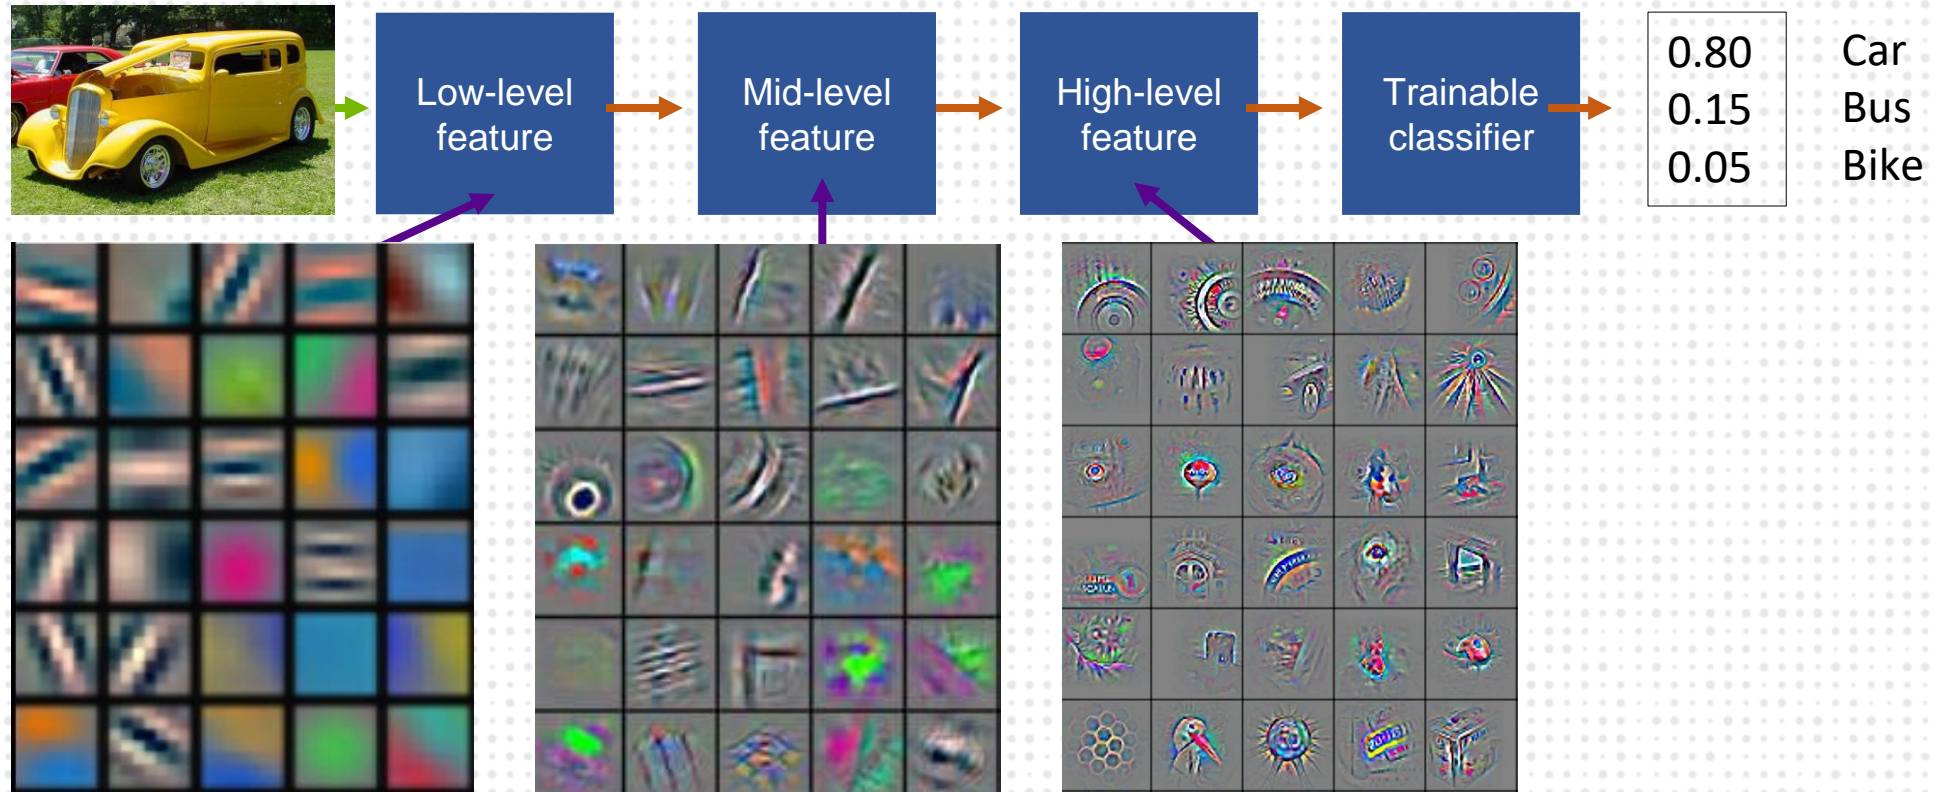 Low-level
feature
Mid-level
feature
High-level
feature
Trainable
classifier
0.80 Car
0.15 Bus
0.05 Bike